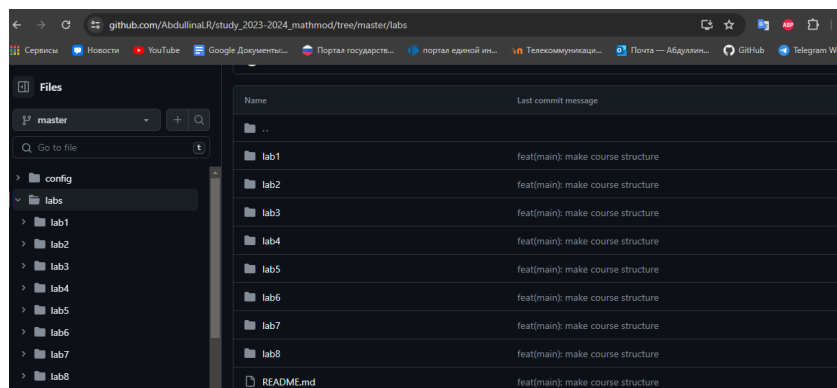 github.com/AbdullinaLR/study_2023-2024_mathmod/tree/master/labs
Сервисы Новости YouTube Google Документы:... Портал государств... портал единой ин... Телекоммуникаци... Почта — Абдуллин... GitHub Telegram W
Files
master
Go to file t
config
labs
lab1
lab2
lab3
lab4
lab5
lab6
lab7
lab8
Name Last commit message
..
lab1 feat(main): make course structure
lab2 feat(main): make course structure
lab3 feat(main): make course structure
lab4 feat(main): make course structure
lab5 feat(main): make course structure
lab6 feat(main): make course structure
lab7 feat(main): make course structure
lab8 feat(main): make course structure
README.md feat(main): make course structure